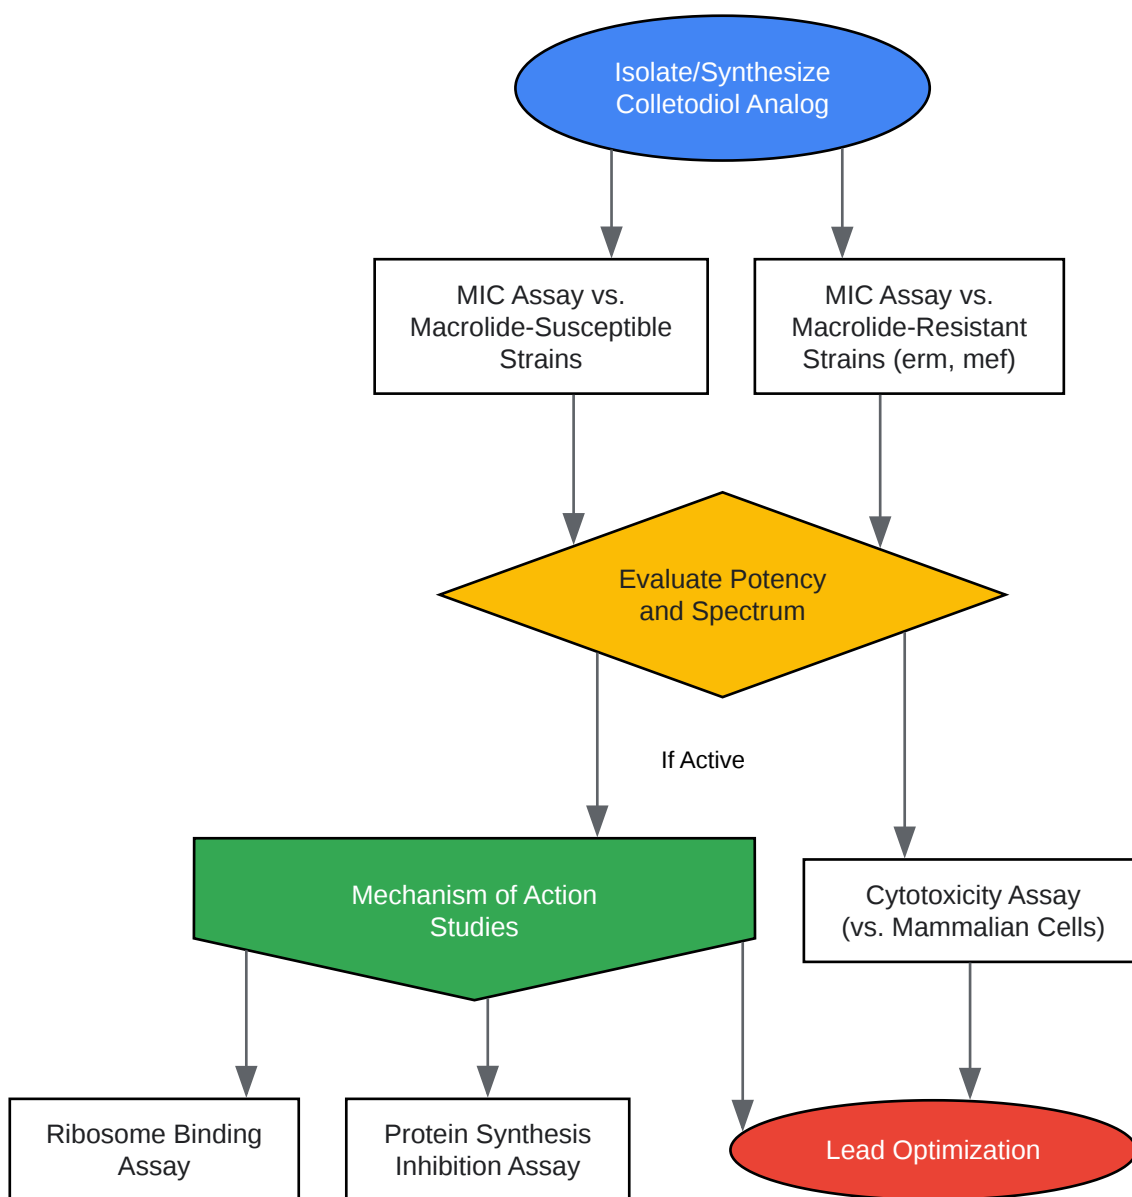 Isolate/Synthesize
Colletodiol Analog
MIC Assay vs.
Macrolide-Susceptible
Strains
MIC Assay vs.
Macrolide-Resistant
Strains (erm, mef)
Evaluate Potency
and Spectrum
If Active
Mechanism of Action
Studies
Cytotoxicity Assay
(vs. Mammalian Cells)
Ribosome Binding
Assay
Protein Synthesis
Inhibition Assay
Lead Optimization